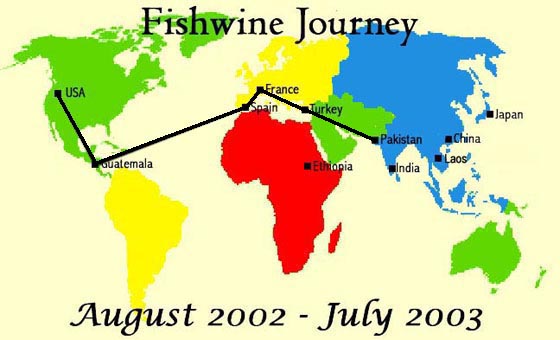 Fishwine Journey
USA
France
Spain
Turkey
Japan
Pakistan
China
Guatemala
Laos
Ethiopia
India
August 2002 - July 2003